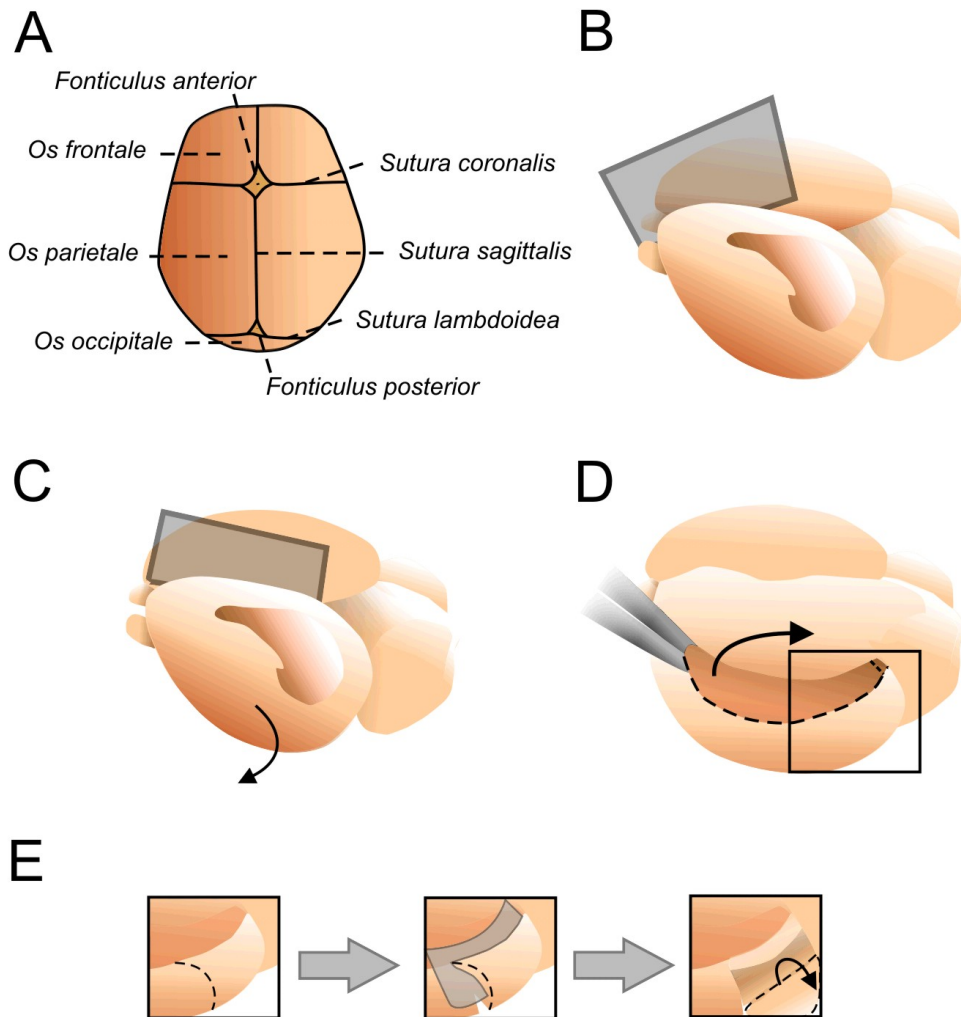 A
B
Fonticulus anterior
Os frontale
Sutura coronalis
Os parietale
Sutura sagittalis
Sutura lambdoidea
Os occipitale
Fonticulus posterior
C
D
E